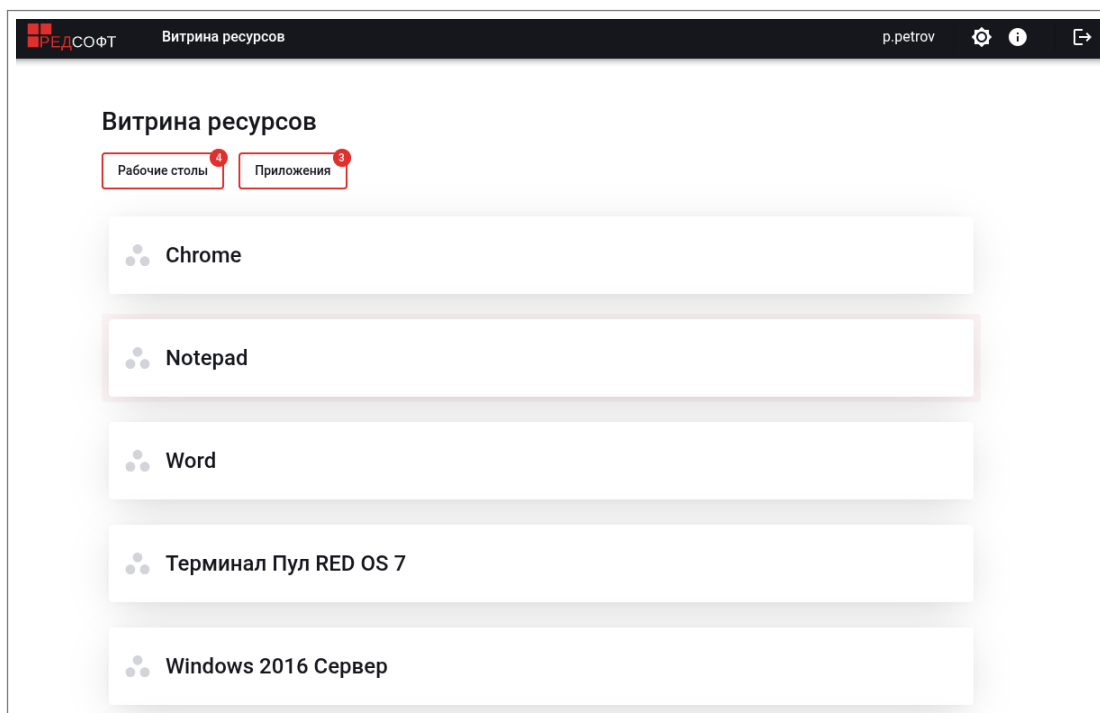 РЕДСОФТ Витрина ресурсов p.petrov
Витрина ресурсов
Рабочие столы 4 Приложения 3
Chrome
Notepad
Word
Терминал Пул RED OS 7
Windows 2016 Сервер